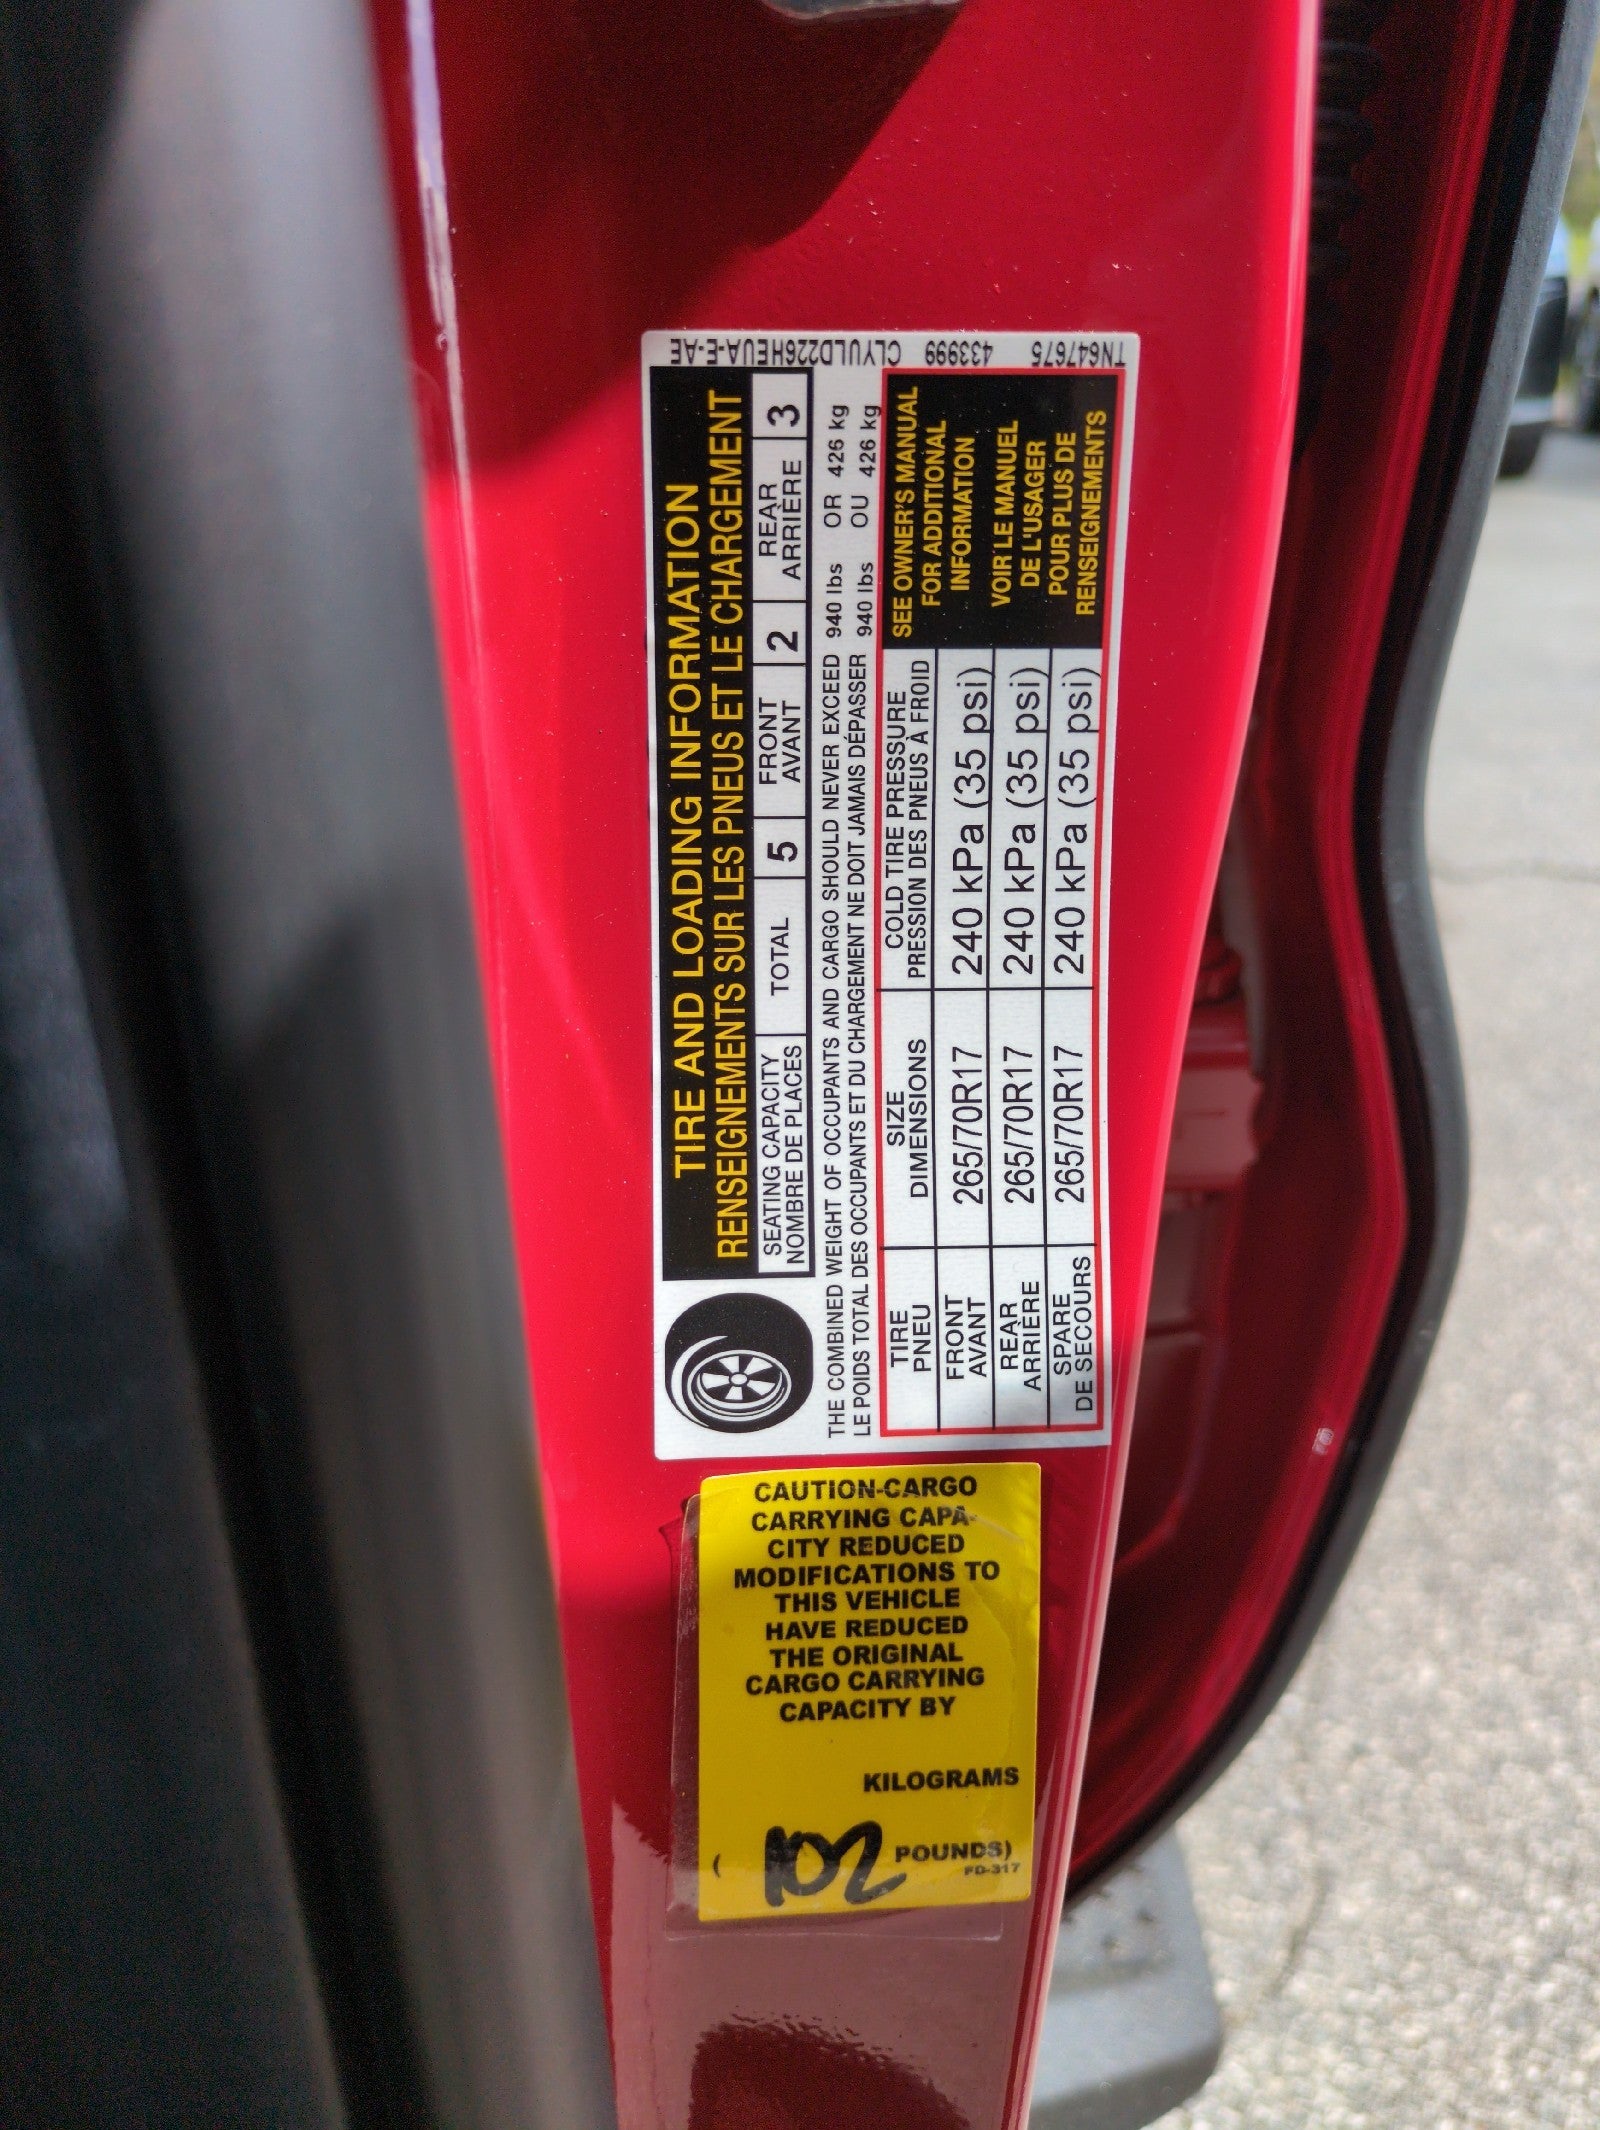 TN647675 433999 CLYULD226HEUA-E-AE
TIRE AND LOADING INFORMATION
RENSEIGNEMENTS SUR LES PNEUS ET LE CHARGEMENT
SEATING CAPACITY
NOMBRE DE PLACES
TOTAL
5
FRONT
AVANT
2
REAR
ARRIÈRE
3
THE COMBINED WEIGHT OF OCCUPANTS AND CARGO SHOULD NEVER EXCEED 940 lbs OR 426 kg
LE POIDS TOTAL DES OCCUPANTS ET DU CHARGEMENT NE DOIT JAMAIS DÉPASSER 940 lbs OU 426 kg
TIRE
PNEU
SIZE
DIMENSIONS
COLD TIRE PRESSURE
PRESSION DES PNEUS À FROID
FRONT
AVANT
265/70R17
240 kPa (35 psi)
REAR
ARRIÈRE
265/70R17
240 kPa (35 psi)
SPARE
DE SECOURS
265/70R17
240 kPa (35 psi)
SEE OWNER'S MANUAL
FOR ADDITIONAL
INFORMATION
VOIR LE MANUEL
DE L'USAGER
POUR PLUS DE
RENSEIGNEMENTS
CAUTION-CARGO
CARRYING CAPA-
CITY REDUCED
MODIFICATIONS TO
THIS VEHICLE
HAVE REDUCED
THE ORIGINAL
CARGO CARRYING
CAPACITY BY
KILOGRAMS
( 102 POUNDS)
FD-317